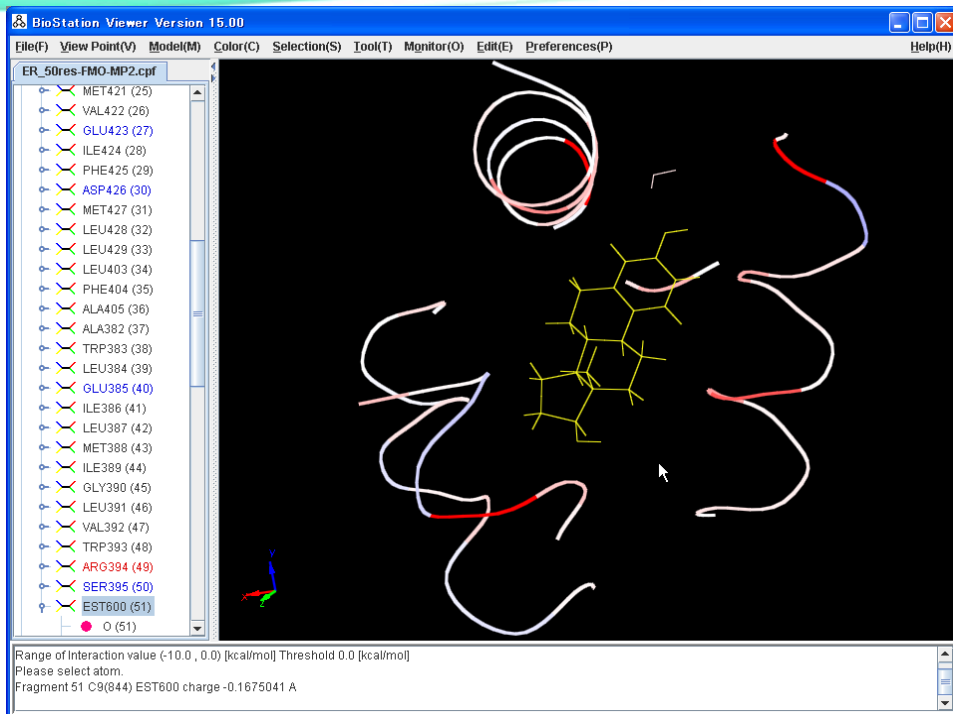 BioStation Viewer Version 15.00
File(F) View Point(V) Model(M) Color(C) Selection(S) Tool(T) Monitor(O) Edit(E) Preferences(P) Help(H)
ER_50res-FMO-MP2.cpf
MET421 (25)
VAL422 (26)
GLU423 (27)
ILE424 (28)
PHE425 (29)
ASP426 (30)
MET427 (31)
LEU428 (32)
LEU429 (33)
LEU403 (34)
PHE404 (35)
ALA405 (36)
ALA382 (37)
TRP383 (38)
LEU384 (39)
GLU385 (40)
ILE386 (41)
LEU387 (42)
MET388 (43)
ILE389 (44)
GLY390 (45)
LEU391 (46)
VAL392 (47)
TRP393 (48)
ARG394 (49)
SER395 (50)
EST600 (51)
O (51)
Y
X
Z
Range of Interaction value (-10.0 , 0.0) [kcal/mol] Threshold 0.0 [kcal/mol]
Please select atom.
Fragment 51 C9(844) EST600 charge -0.1675041 A